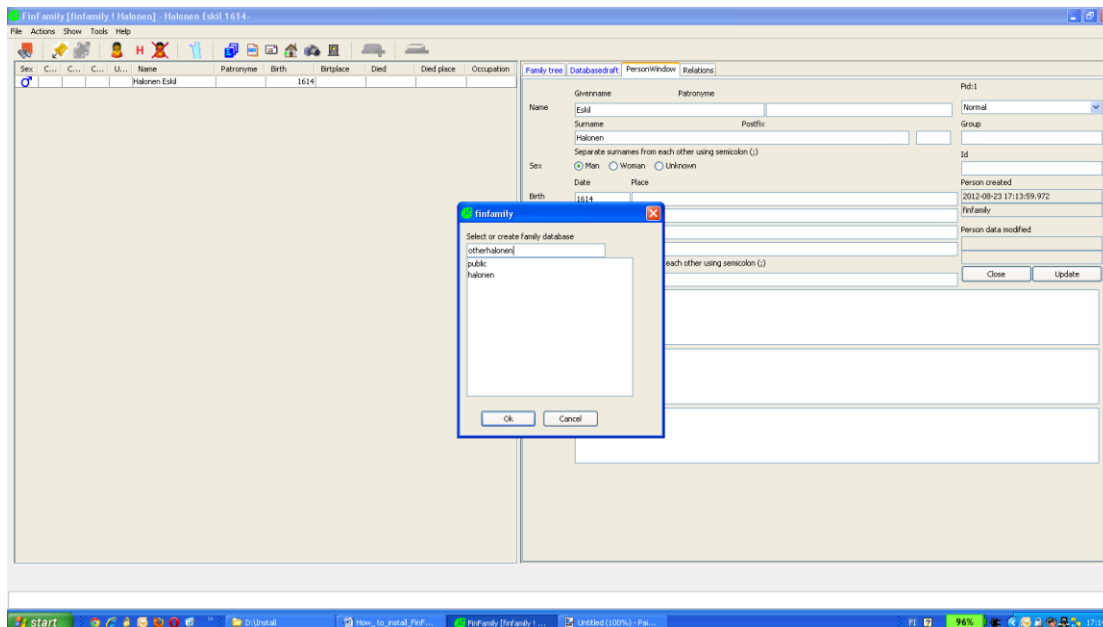 FinFamily [finfamily ! Halonen] - Halonen Eskil 1614-
File Actions Show Tools Help
H
Sex C... C... C... U... Name Patronyme Birth Birtplace Died Died place Occupation
Halonen Eskil 1614
Family tree Databasedraft PersonWindow Relations
Pid:1
Givenname Patronyme
Name Eskil Normal
Surname Postfix Group
Halonen
Separate surnames from each other using semicolon (;)
Id
Sex Man Woman Unknown
Date Place Person created
Birth 1614 2012-08-23 17:13:59.972
finfamily
Person data modified
each other using semicolon (;)
Close Update
finfamily
Select or create family database
otherhalonen
public
halonen
Ok Cancel
start D:\Install How_to_install_FinF... FinFamily [finfamily ! ... Untitled (100%) - Pai... FI 96%